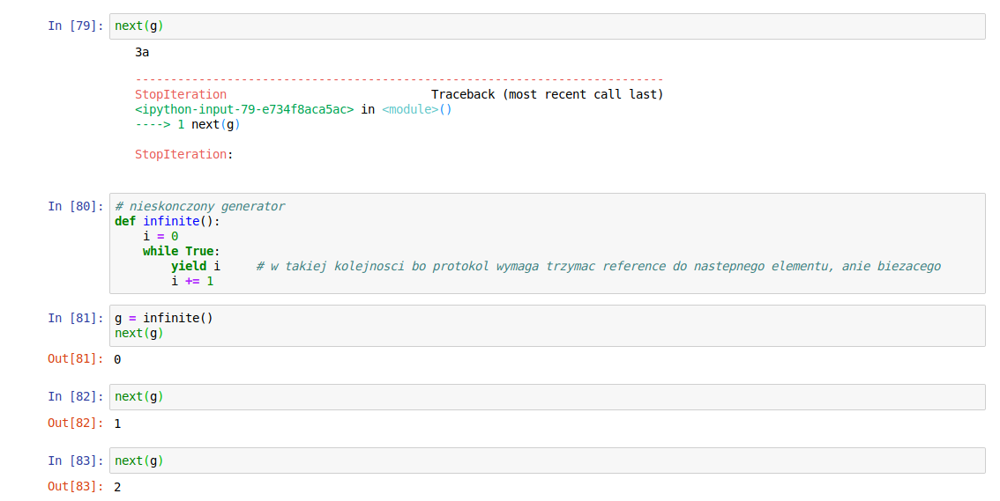 In [79]: next(g)
3a
---------------------------------------------------------------------------
StopIteration                             Traceback (most recent call last)
<ipython-input-79-e734f8aca5ac> in <module>()
----> 1 next(g)
StopIteration:
In [80]: # nieskonczony generator
def infinite():
    i = 0
    while True:
        yield i     # w takiej kolejnosci bo protokol wymaga trzymac reference do nastepnego elementu, anie biezacego
        i += 1
In [81]: g = infinite()
next(g)
Out[81]: 0
In [82]: next(g)
Out[82]: 1
In [83]: next(g)
Out[83]: 2